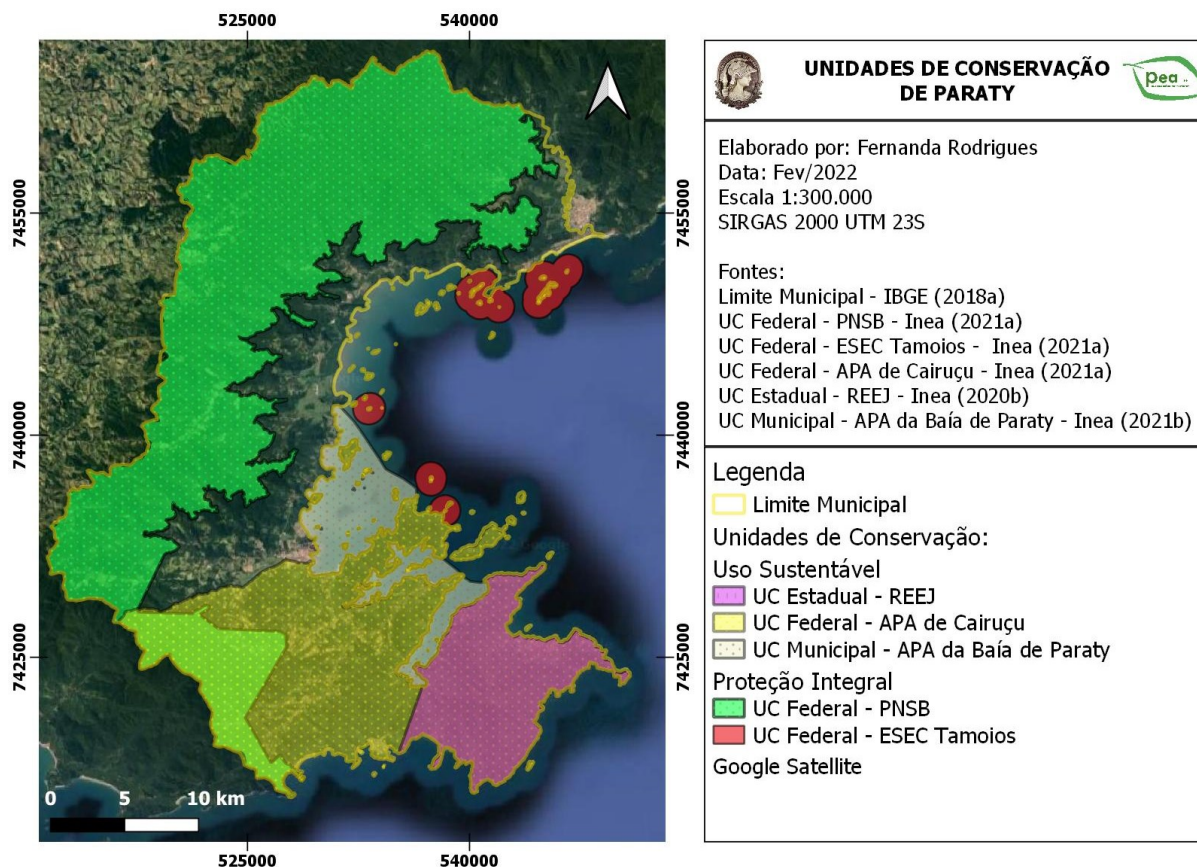 525000
540000
7455000
7455000
7440000
7440000
7425000
7425000
0 5 10 km
525000
540000
UNIDADES DE CONSERVAÇÃO
DE PARATY
pea
Elaborado por: Fernanda Rodrigues
Data: Fev/2022
Escala 1:300.000
SIRGAS 2000 UTM 23S
Fontes:
Limite Municipal - IBGE (2018a)
UC Federal - PNSB - Inea (2021a)
UC Federal - ESEC Tamoios - Inea (2021a)
UC Federal - APA de Cairuçu - Inea (2021a)
UC Estadual - REEJ - Inea (2020b)
UC Municipal - APA da Baía de Paraty - Inea (2021b)
Legenda
Limite Municipal
Unidades de Conservação:
Uso Sustentável
UC Estadual - REEJ
UC Federal - APA de Cairuçu
UC Municipal - APA da Baía de Paraty
Proteção Integral
UC Federal - PNSB
UC Federal - ESEC Tamoios
Google Satellite